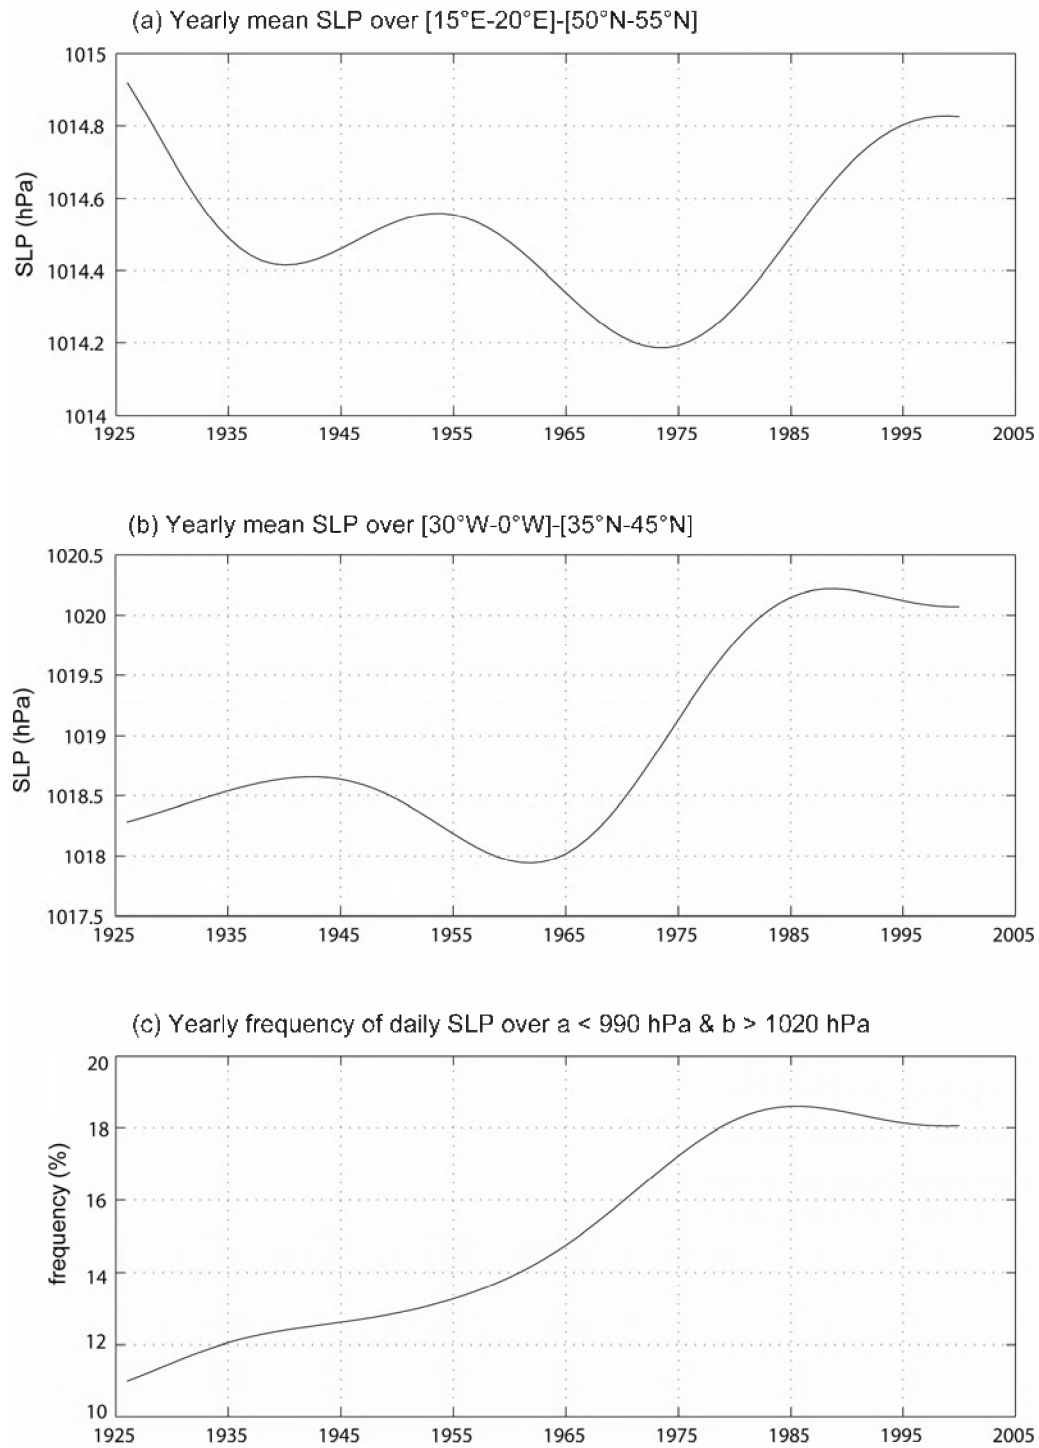 (a) Yearly mean SLP over [15°E-20°E]-[50°N-55°N]
1015
1014.8
1014.6
1014.4
1014.2
1014
SLP (hPa)
1925 1935 1945 1955 1965 1975 1985 1995 2005
(b) Yearly mean SLP over [30°W-0°W]-[35°N-45°N]
1020.5
1020
1019.5
1019
1018.5
1018
1017.5
SLP (hPa)
1925 1935 1945 1955 1965 1975 1985 1995 2005
(c) Yearly frequency of daily SLP over a < 990 hPa & b > 1020 hPa
20
18
16
14
12
10
frequency (%)
1925 1935 1945 1955 1965 1975 1985 1995 2005